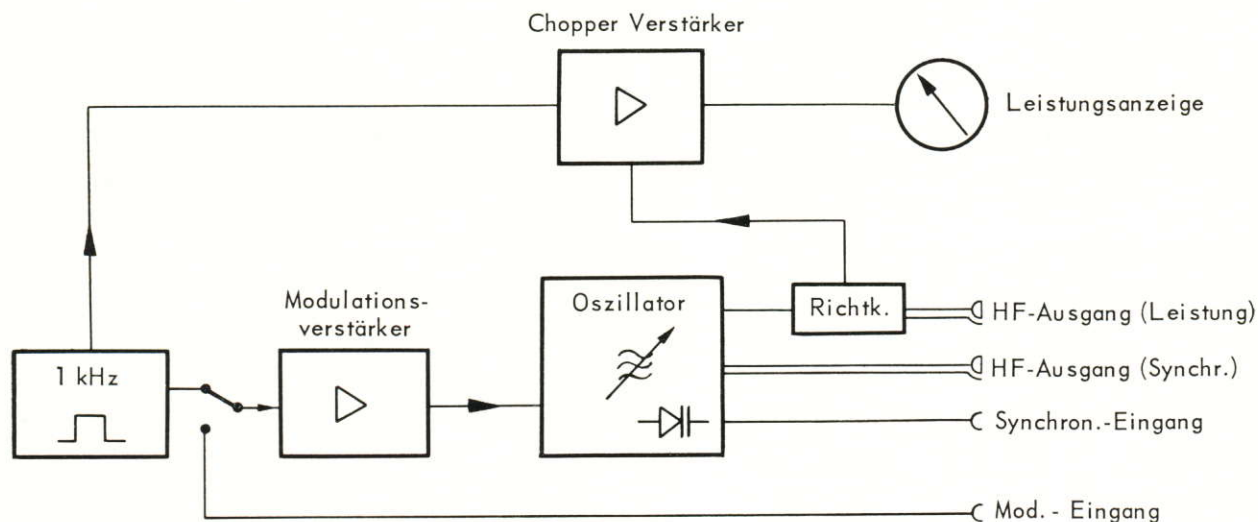 Chopper Verstärker
Leistungsanzeige
Modulations-
verstärker
Oszillator
Richtk.
HF-Ausgang (Leistung)
1 kHz
HF-Ausgang (Synchr.)
Synchron.-Eingang
Mod. - Eingang